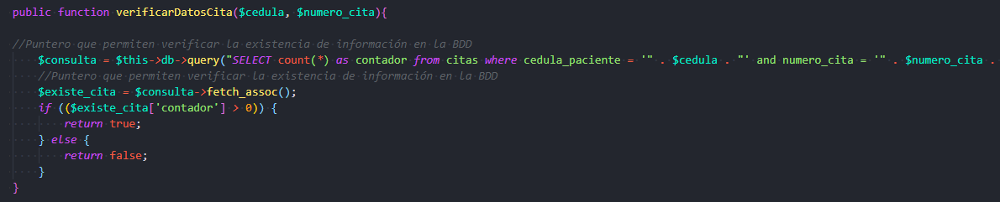 public function verificarDatosCita($cedula, $numero_cita){
//Puntero que permiten verificar la existencia de información en la BDD
$consulta = $this->db->query("SELECT count(*) as contador from citas where cedula_paciente = '" . $cedula . "' and numero_cita = '" . $numero_cita .
//Puntero que permiten verificar la existencia de información en la BDD
$existe_cita = $consulta->fetch_assoc();
if (($existe_cita['contador'] > 0)) {
return true;
} else {
return false;
}
}